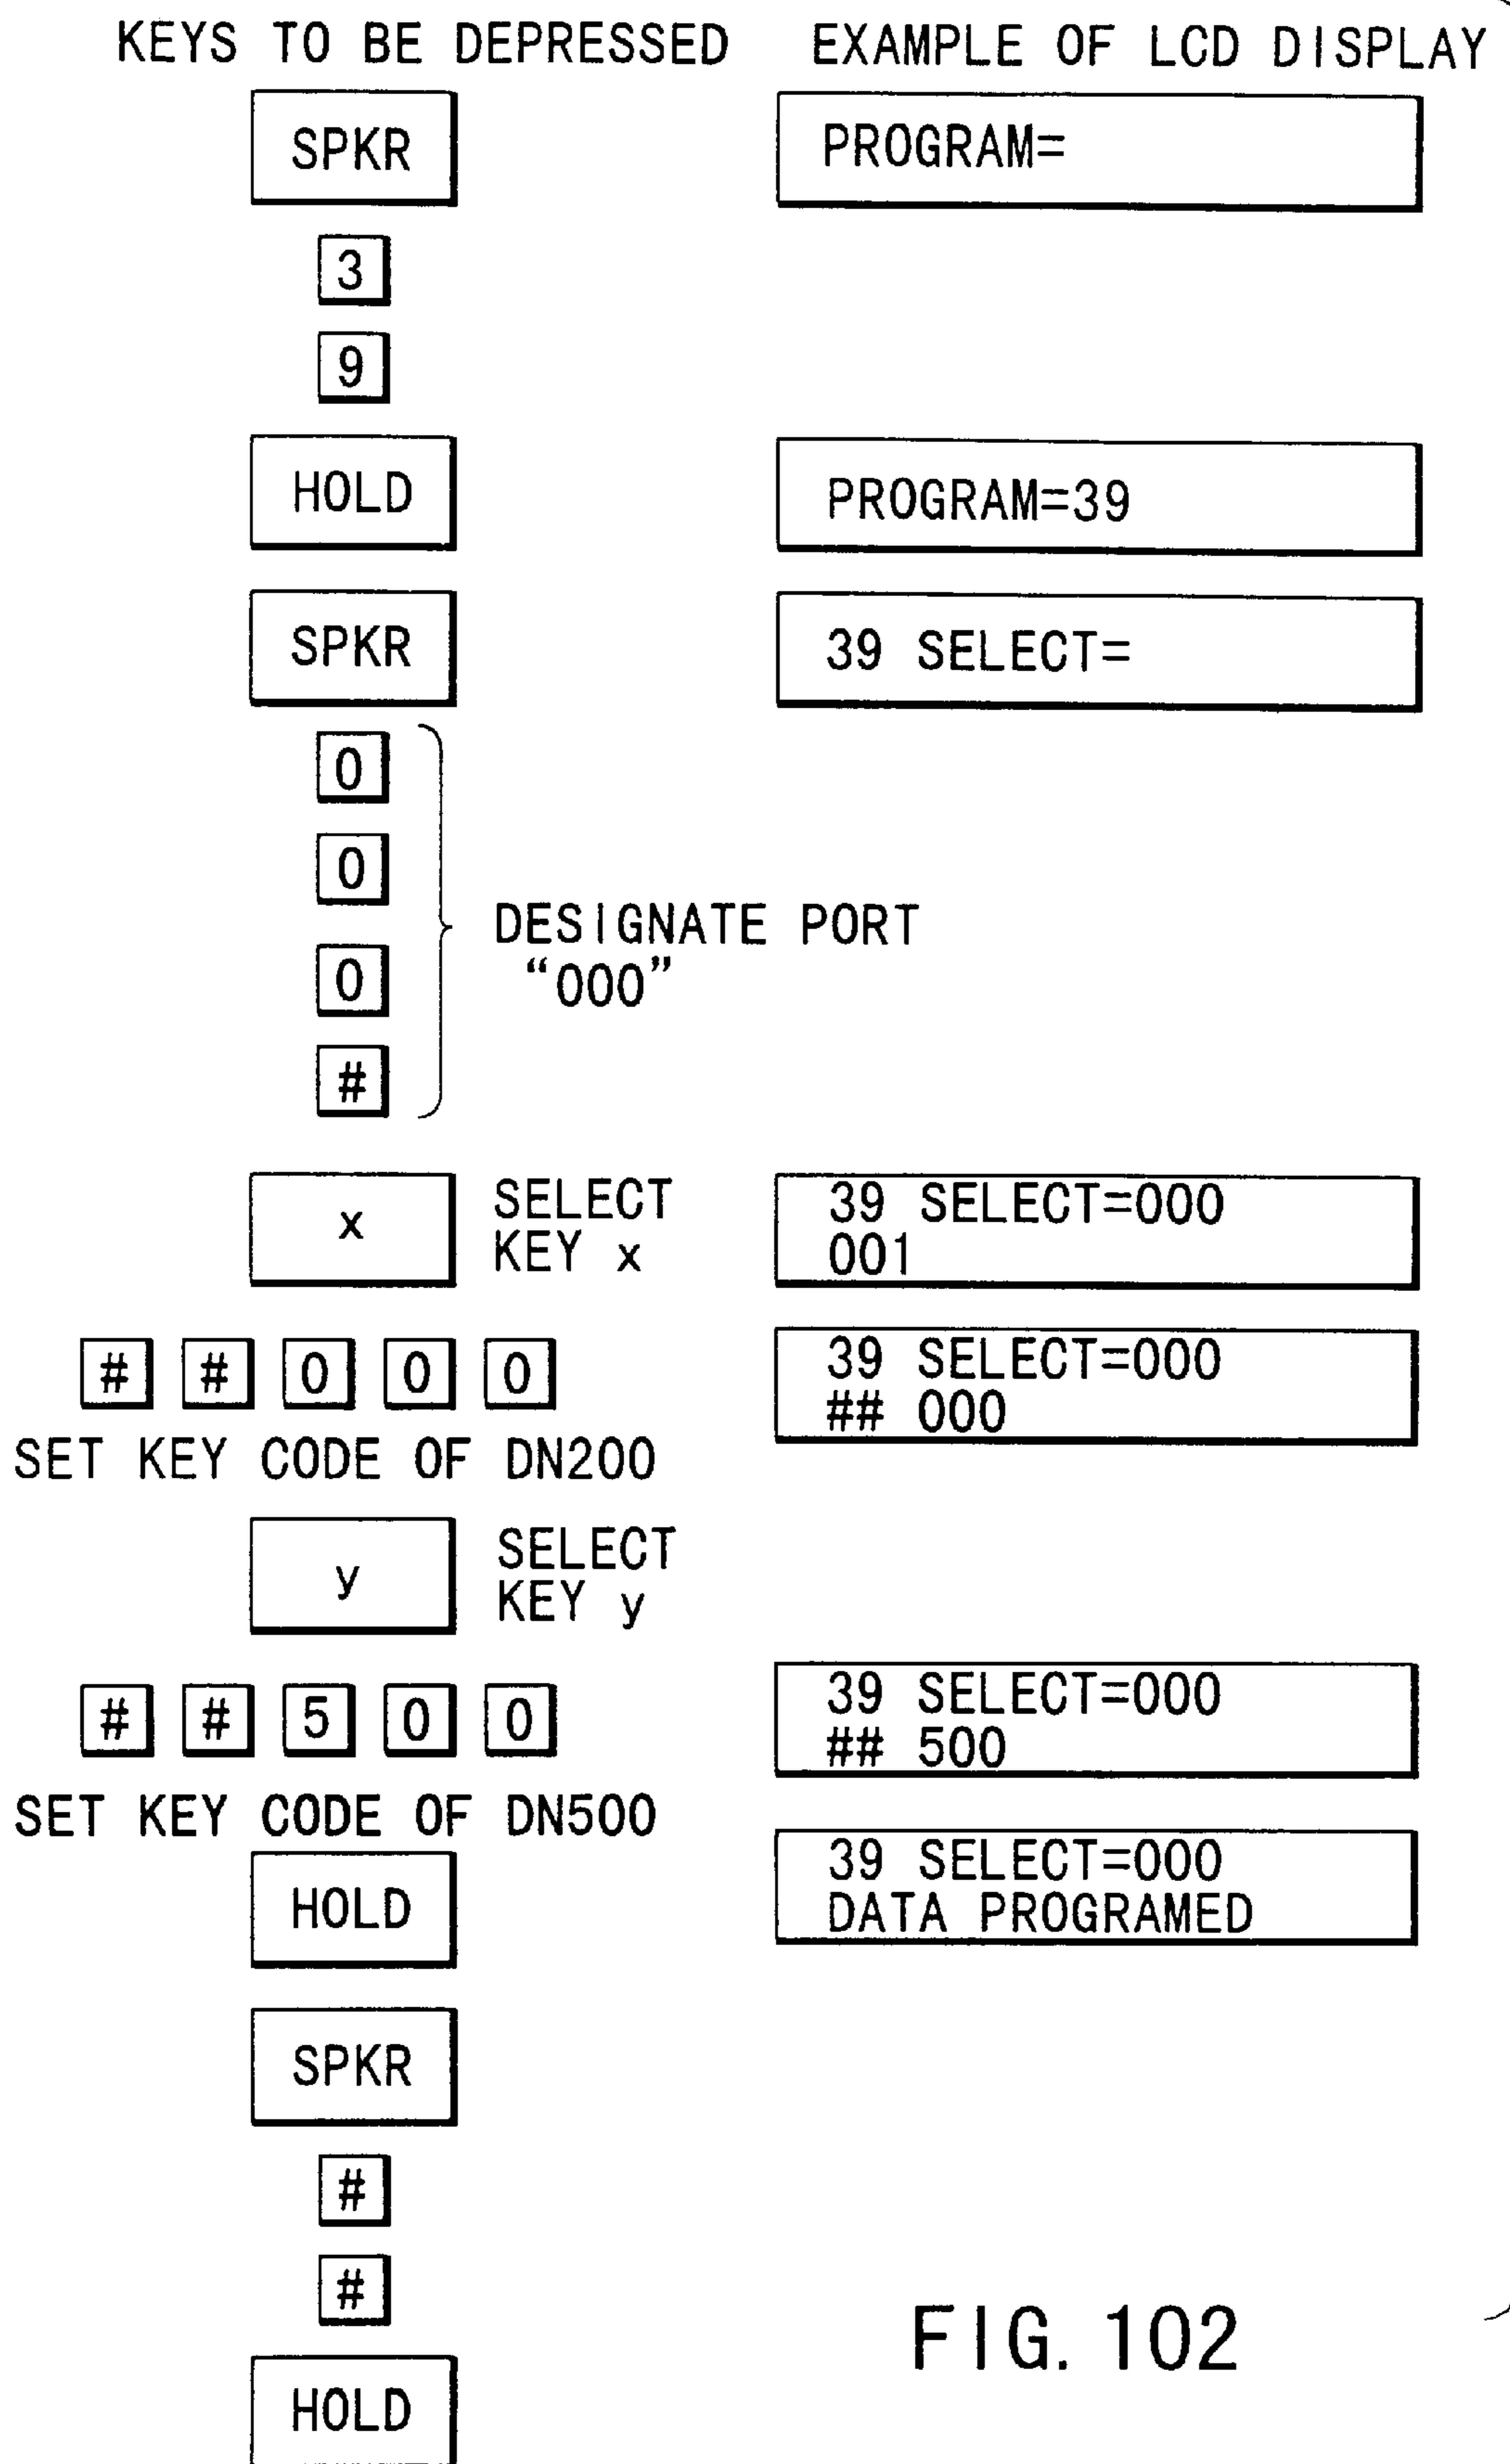 KEYS TO BE DEPRESSED EXAMPLE OF LCD DISPLAY
SPKR PROGRAM=
3
9
HOLD PROGRAM=39
SPKR 39 SELECT=
0
0
DESIGNATE PORT
0 "000"
#
x SELECT KEY x
39 SELECT=000
001
# # 0 0 0
39 SELECT=000
## 000
SET KEY CODE OF DN200
y SELECT KEY y
# # 5 0 0
39 SELECT=000
## 500
SET KEY CODE OF DN500
HOLD
39 SELECT=000
DATA PROGRAMED
SPKR
#
#
HOLD
FIG. 102